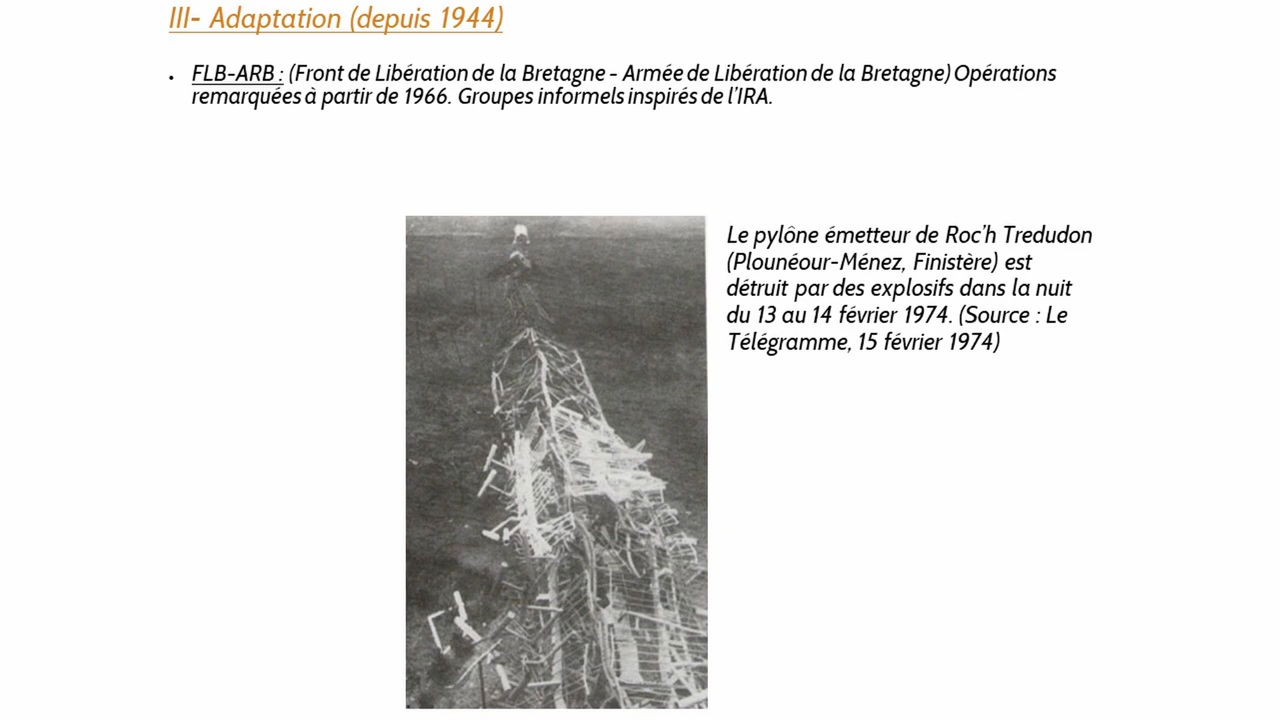 III- Adaptation (depuis 1944)
• FLB-ARB : (Front de Libération de la Bretagne - Armée de Libération de la Bretagne) Opérations
remarquées à partir de 1966. Groupes informels inspirés de l'IRA.
Le pylône émetteur de Roc'h Tredudon
(Plounéour-Ménez, Finistère) est
détruit par des explosifs dans la nuit
du 13 au 14 février 1974. (Source : Le
Télégramme, 15 février 1974)